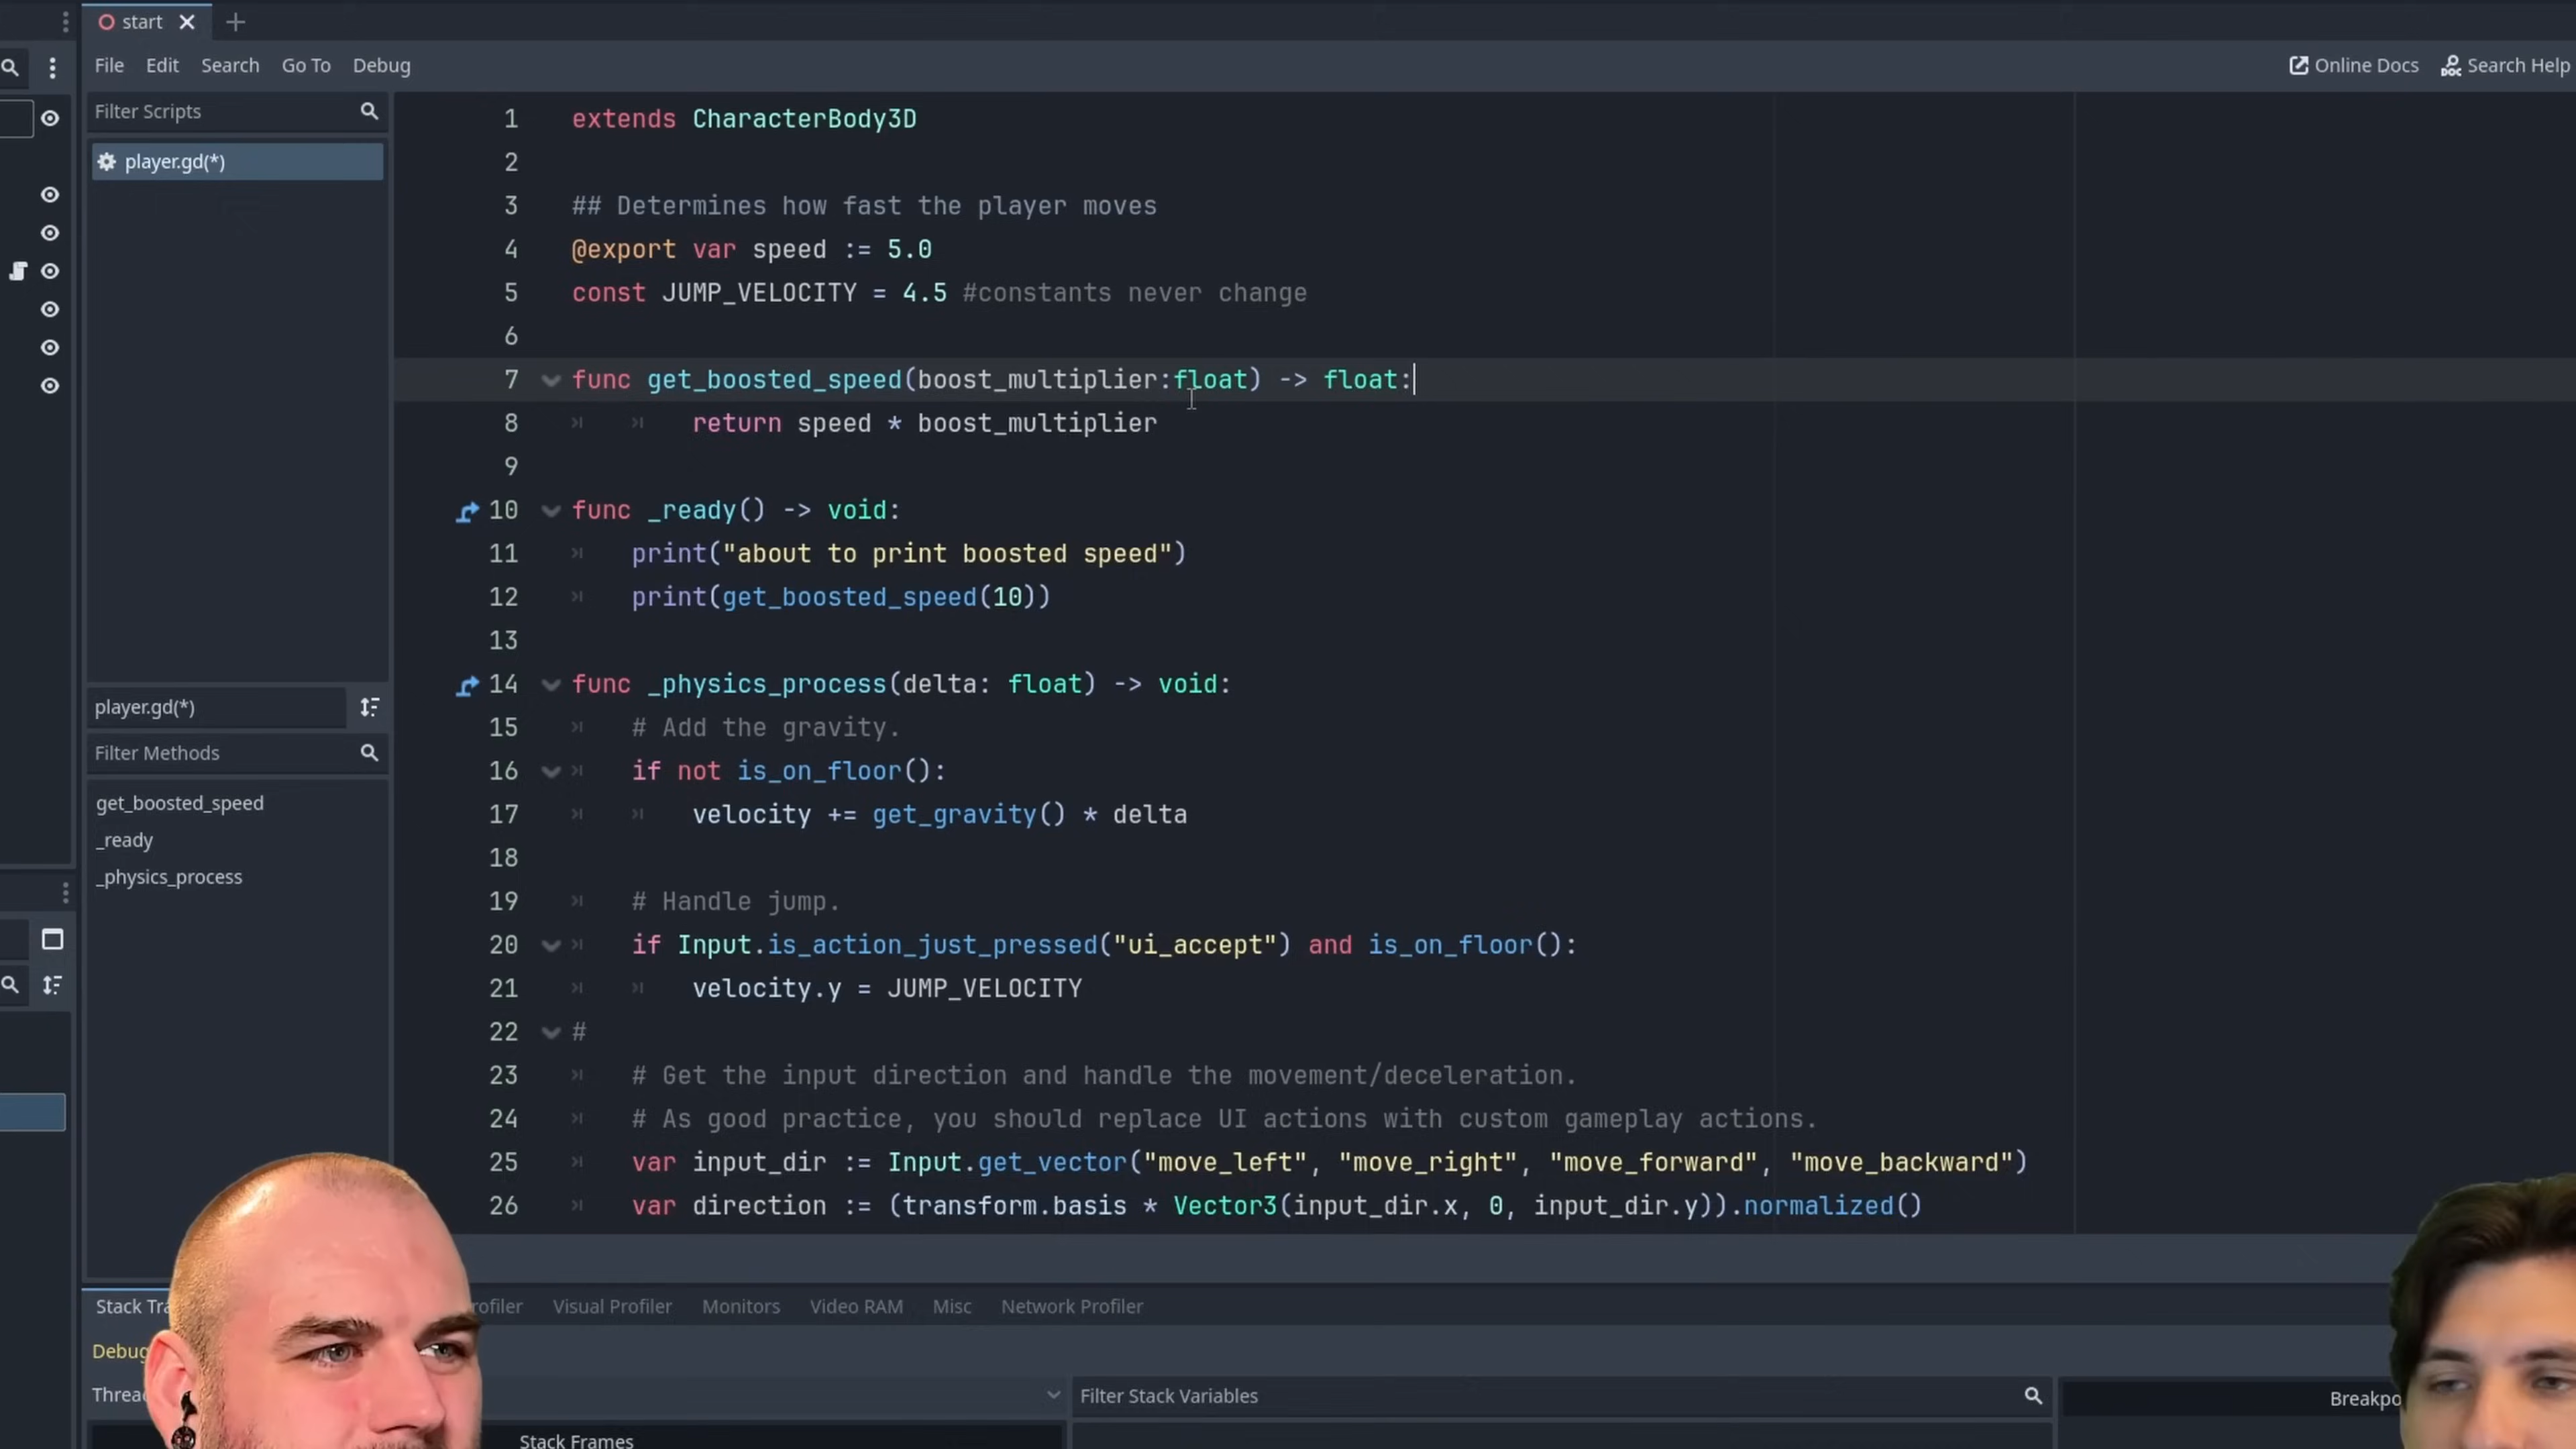 start
File Edit Search Go To Debug
Online Docs Search Help
Filter Scripts
player.gd(*)
player.gd(*)
Filter Methods
get_boosted_speed
_ready
_physics_process
1 extends CharacterBody3D
2
3 ## Determines how fast the player moves
4 @export var speed := 5.0
5 const JUMP_VELOCITY = 4.5 #constants never change
6
7 func get_boosted_speed(boost_multiplier:float) -> float:
8 return speed * boost_multiplier
9
10 func _ready() -> void:
11 print("about to print boosted speed")
12 print(get_boosted_speed(10))
13
14 func _physics_process(delta: float) -> void:
15 # Add the gravity.
16 if not is_on_floor():
17 velocity += get_gravity() * delta
18
19 # Handle jump.
20 if Input.is_action_just_pressed("ui_accept") and is_on_floor():
21 velocity.y = JUMP_VELOCITY
22 #
23 # Get the input direction and handle the movement/deceleration.
24 # As good practice, you should replace UI actions with custom gameplay actions.
25 var input_dir := Input.get_vector("move_left", "move_right", "move_forward", "move_backward")
26 var direction := (transform.basis * Vector3(input_dir.x, 0, input_dir.y)).normalized()
Stack Visual Profiler Monitors Video RAM Misc Network Profiler
Filter Stack Variables
Stack Frames